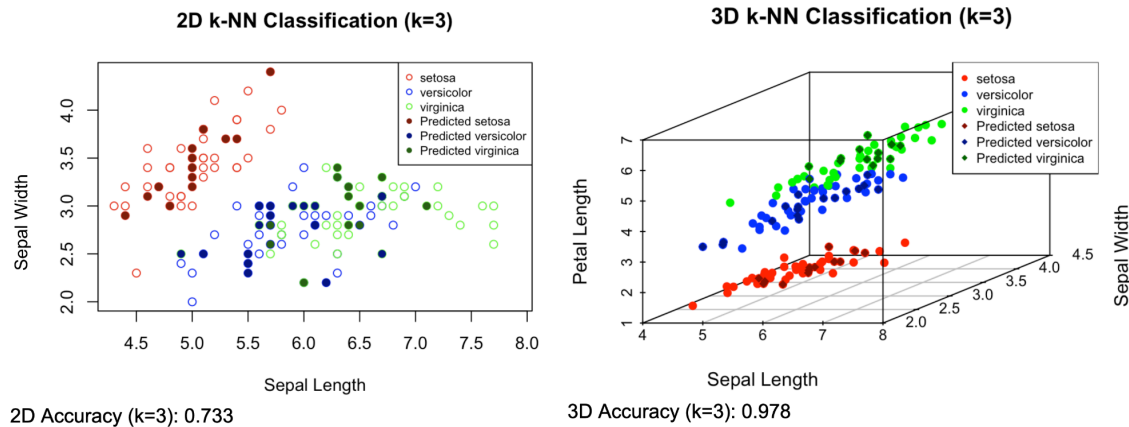 2D k-NN Classification (k=3)
setosa
versicolor
virginica
Predicted setosa
Predicted versicolor
Predicted virginica
4.0
3.5
3.0
2.5
2.0
Sepal Width
4.5 5.0 5.5 6.0 6.5 7.0 7.5 8.0
Sepal Length
2D Accuracy (k=3): 0.733
3D k-NN Classification (k=3)
setosa
versicolor
virginica
Predicted setosa
Predicted versicolor
Predicted virginica
7
6
5
4
3
2
1
Petal Length
4 5 6 7 8
Sepal Length
2.0 2.5 3.0 3.5 4.0 4.5
Sepal Width
3D Accuracy (k=3): 0.978